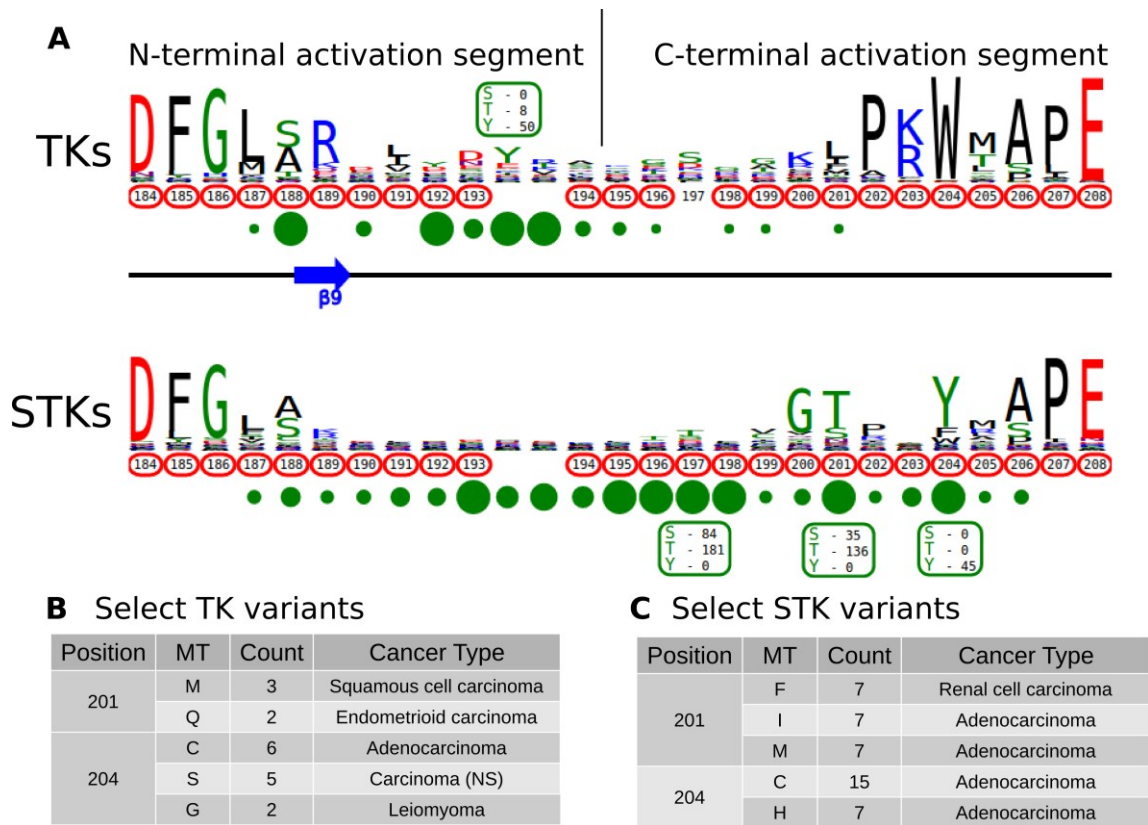 A
N-terminal activation segment C-terminal activation segment
S - 0
T - 8
Y - 50
TKs
D F G L S R L D Y S K L P K W M A P E
M A I R T S
184 185 186 187 188 189 190 191 192 193 194 195 196 197 198 199 200 201 202 203 204 205 206 207 208
β9
STKs
D F G L A G T P Y M A P E
S
184 185 186 187 188 189 190 191 192 193 194 195 196 197 198 199 200 201 202 203 204 205 206 207 208
S - 84
T - 181
Y - 0
S - 35
T - 136
Y - 0
S - 0
T - 0
Y - 45
B Select TK variants
Position MT Count Cancer Type
201 M 3 Squamous cell carcinoma
Q 2 Endometrioid carcinoma
204 C 6 Adenocarcinoma
S 5 Carcinoma (NS)
G 2 Leiomyoma
C Select STK variants
Position MT Count Cancer Type
201 F 7 Renal cell carcinoma
I 7 Adenocarcinoma
M 7 Adenocarcinoma
204 C 15 Adenocarcinoma
H 7 Adenocarcinoma